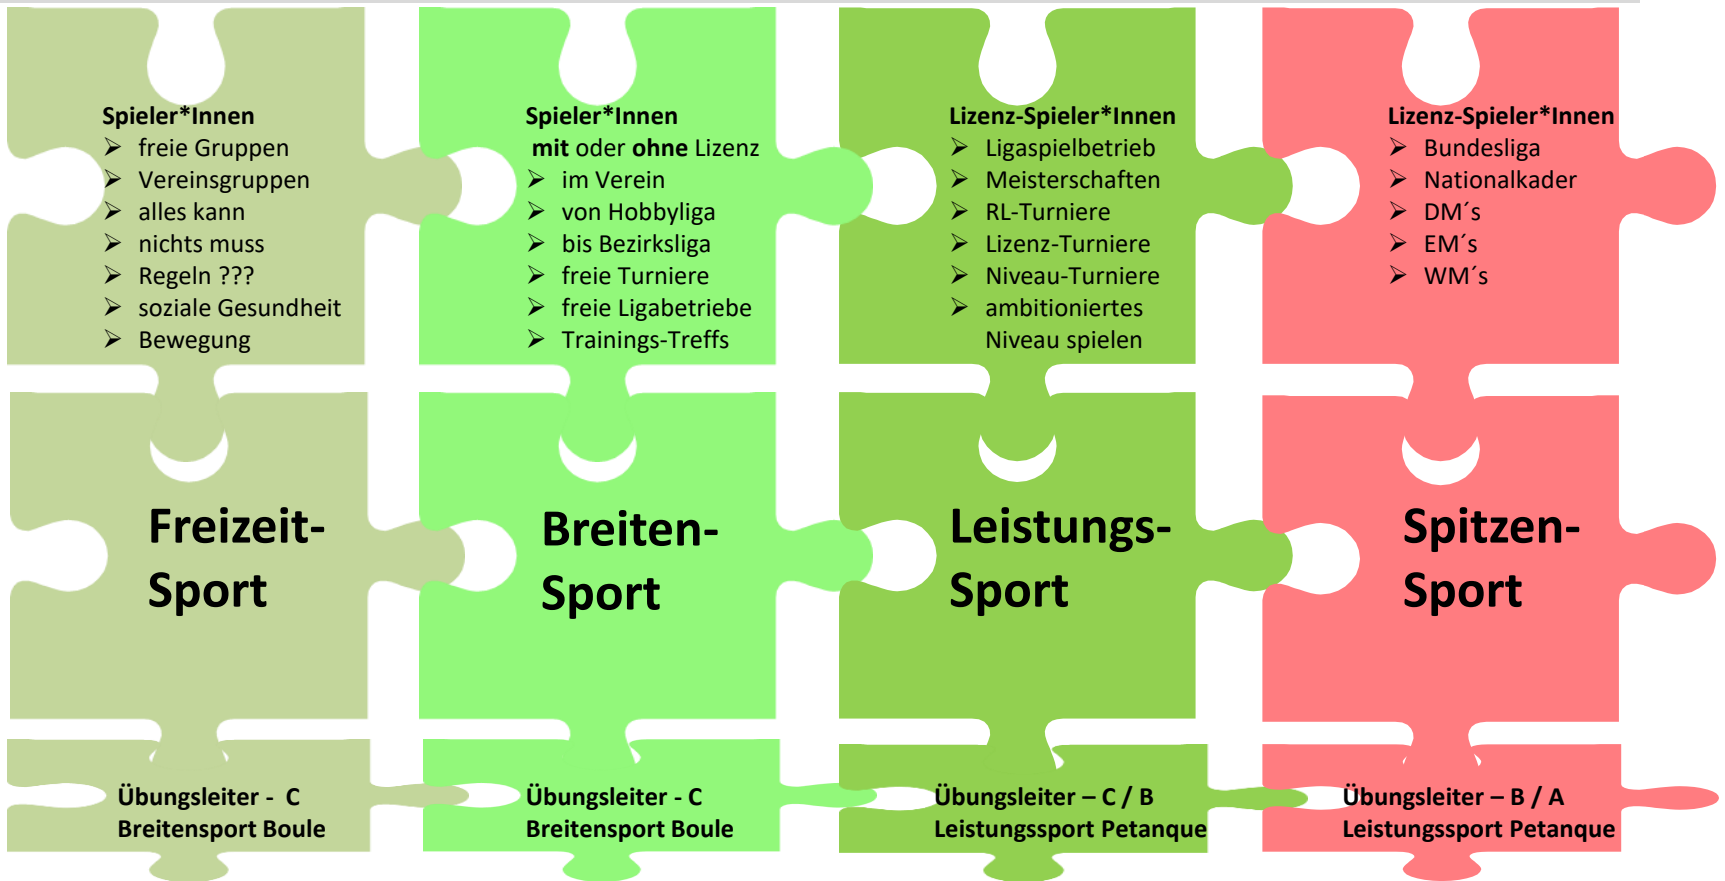 Spieler*Innen
➢ freie Gruppen
➢ Vereinsgruppen
➢ alles kann
➢ nichts muss
➢ Regeln ???
➢ soziale Gesundheit
➢ Bewegung
Spieler*Innen
mit oder ohne Lizenz
➢ im Verein
➢ von Hobbyliga
➢ bis Bezirksliga
➢ freie Turniere
➢ freie Ligabetriebe
➢ Trainings-Treffs
Lizenz-Spieler*Innen
➢ Ligaspielbetrieb
➢ Meisterschaften
➢ RL-Turniere
➢ Lizenz-Turniere
➢ Niveau-Turniere
➢ ambitioniertes
Niveau spielen
Lizenz-Spieler*Innen
➢ Bundesliga
➢ Nationalkader
➢ DM´s
➢ EM´s
➢ WM´s
Freizeit-
Sport
Breiten-
Sport
Leistungs-
Sport
Spitzen-
Sport
Übungsleiter - C
Breitensport Boule
Übungsleiter - C
Breitensport Boule
Übungsleiter – C / B
Leistungssport Petanque
Übungsleiter – B / A
Leistungssport Petanque